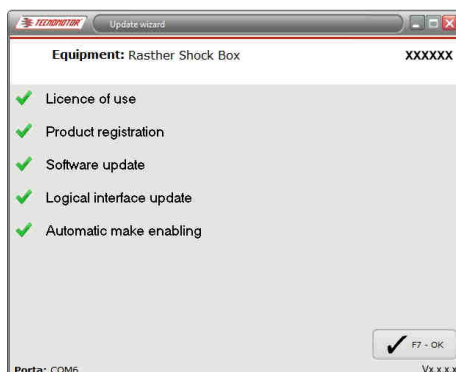 TECNOMOTOR Update wizard
Equipment: Rasther Shock Box XXXXXX
Licence of use
Product registration
Software update
Logical interface update
Automatic make enabling
F7 - OK
Porta: COM6 Vx.x.x.x